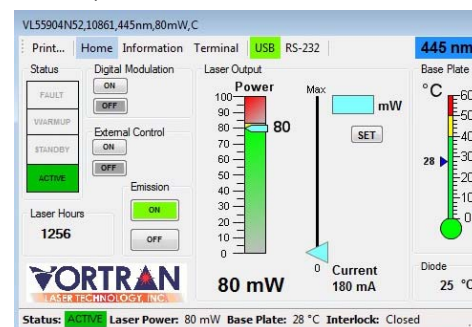 VL55904N52,10861,445nm,80mW,C
Print... Home Information Terminal USB RS-232 445 nm
Status Digital Modulation Laser Output Base Plate
FAULT
WARMUP
STANDBY
ACTIVE
ON
OFF
External Control
ON
OFF
Emission
ON
OFF
Laser Hours
1256
VORTRAN
LASER TECHNOLOGY, INC.
Power
100
90
80
70
60
50
40
30
20
10
0
80
80 mW
Max
0
mW
SET
Current
180 mA
°C
60
50
40
30
20
10
0
28
Diode
25 °C
Status: ACTIVE Laser Power: 80 mW Base Plate: 28 °C Interlock: Closed